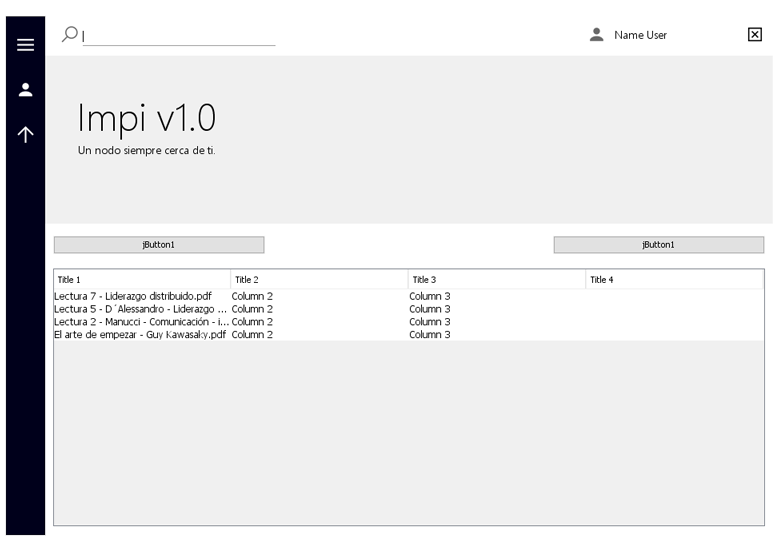 Name User
Impi v1.0
Un nodo siempre cerca de ti.
jButton1 jButton1
Title 1 Title 2 Title 3 Title 4
Lectura 7 - Liderazgo distribuido.pdf Column 2 Column 3
Lectura 5 - D´Alessandro - Liderazgo ... Column 2 Column 3
Lectura 2 - Manucci - Comunicación - i... Column 2 Column 3
El arte de empezar - Guy Kawasaky.pdf Column 2 Column 3